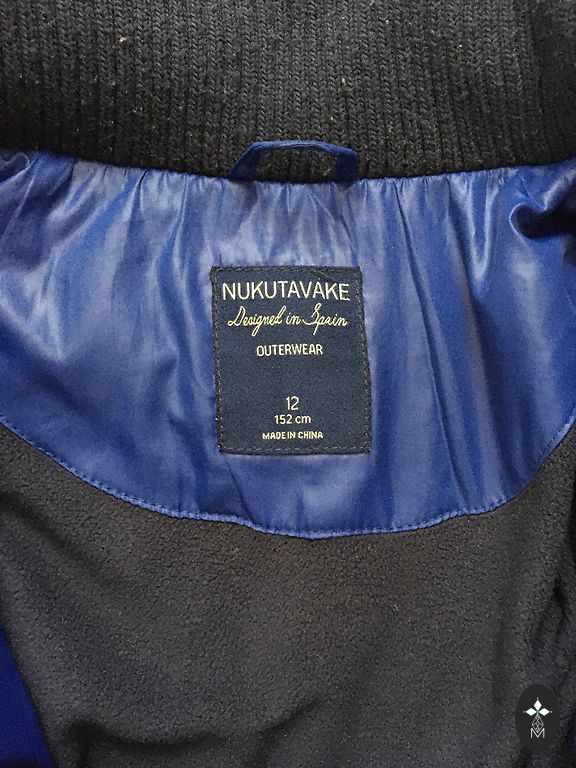 NUKUTAVAKE
Designed in Spain
OUTERWEAR
12
152 cm
MADE IN CHINA
M